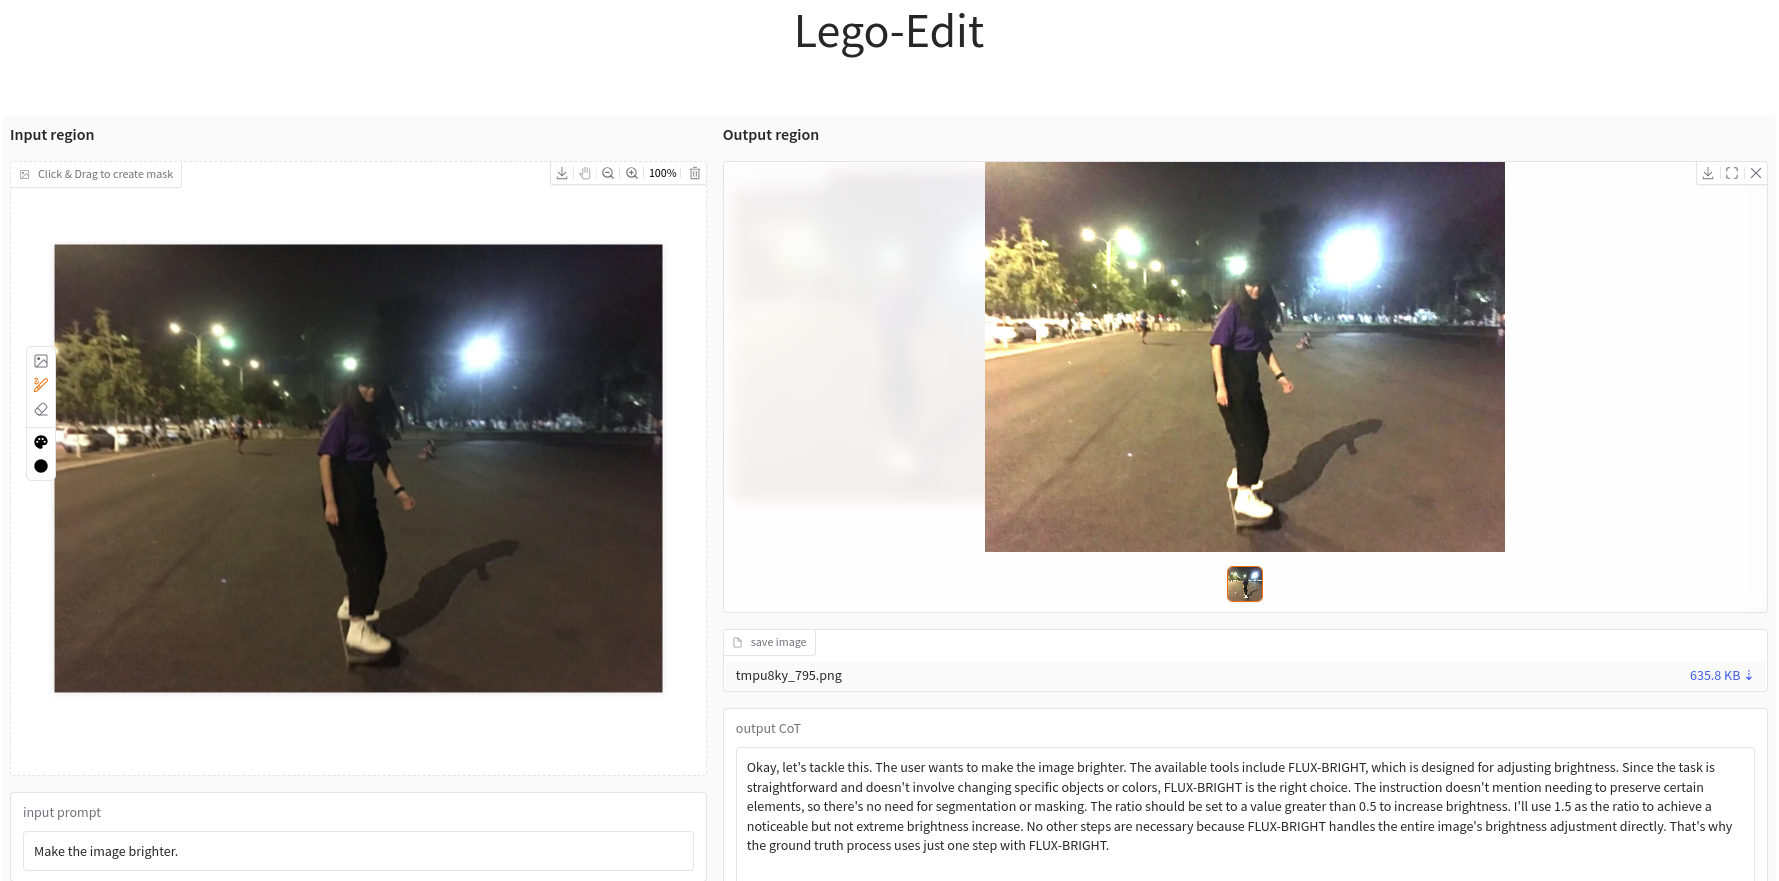 Lego-Edit
Input region
Click & Drag to create mask
100%
input prompt
Make the image brighter.
Output region
save image
tmpu8ky_795.png
635.8 KB ↓
output CoT
Okay, let's tackle this. The user wants to make the image brighter. The available tools include FLUX-BRIGHT, which is designed for adjusting brightness. Since the task is
straightforward and doesn't involve changing specific objects or colors, FLUX-BRIGHT is the right choice. The instruction doesn't mention needing to preserve certain
elements, so there's no need for segmentation or masking. The ratio should be set to a value greater than 0.5 to increase brightness. I'll use 1.5 as the ratio to achieve a
noticeable but not extreme brightness increase. No other steps are necessary because FLUX-BRIGHT handles the entire image's brightness adjustment directly. That's why
the ground truth process uses just one step with FLUX-BRIGHT.